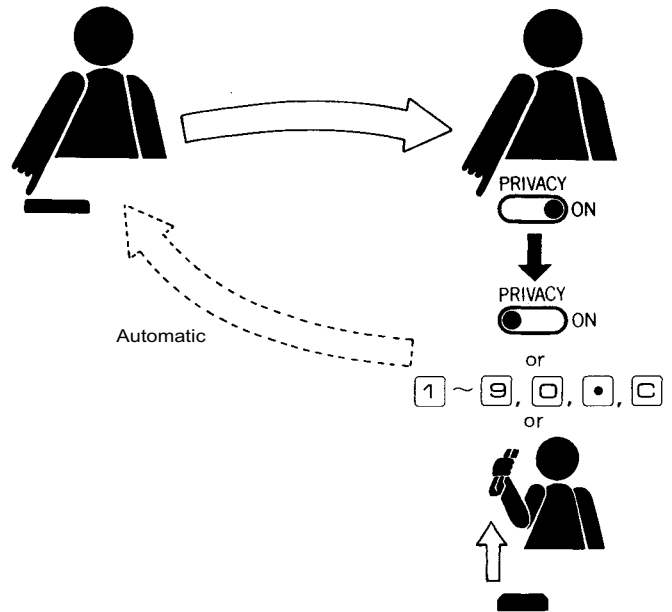 PRIVACY
ON
PRIVACY
ON
Automatic
or
1 ~ 9, 0, •, C
or